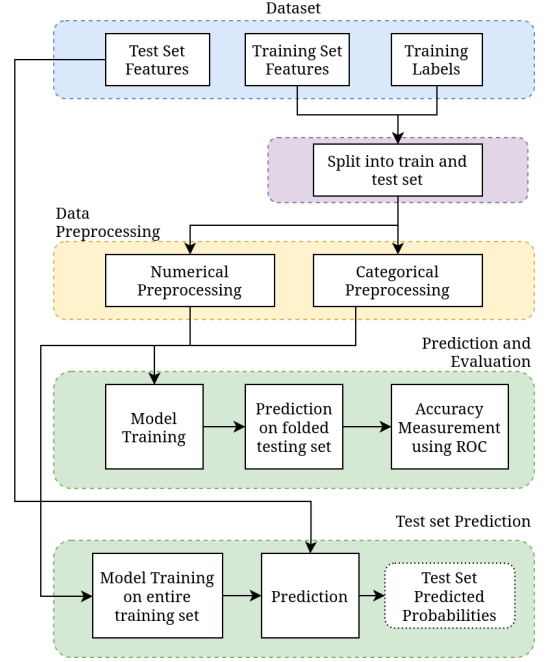 Dataset
Test Set
Features
Training Set
Features
Training
Labels
Split into train and
test set
Data
Preprocessing
Numerical
Preprocessing
Categorical
Preprocessing
Prediction and
Evaluation
Model
Training
Prediction
on folded
testing set
Accuracy
Measurement
using ROC
Test set Prediction
Model Training
on entire
training set
Prediction
Test Set
Predicted
Probabilities